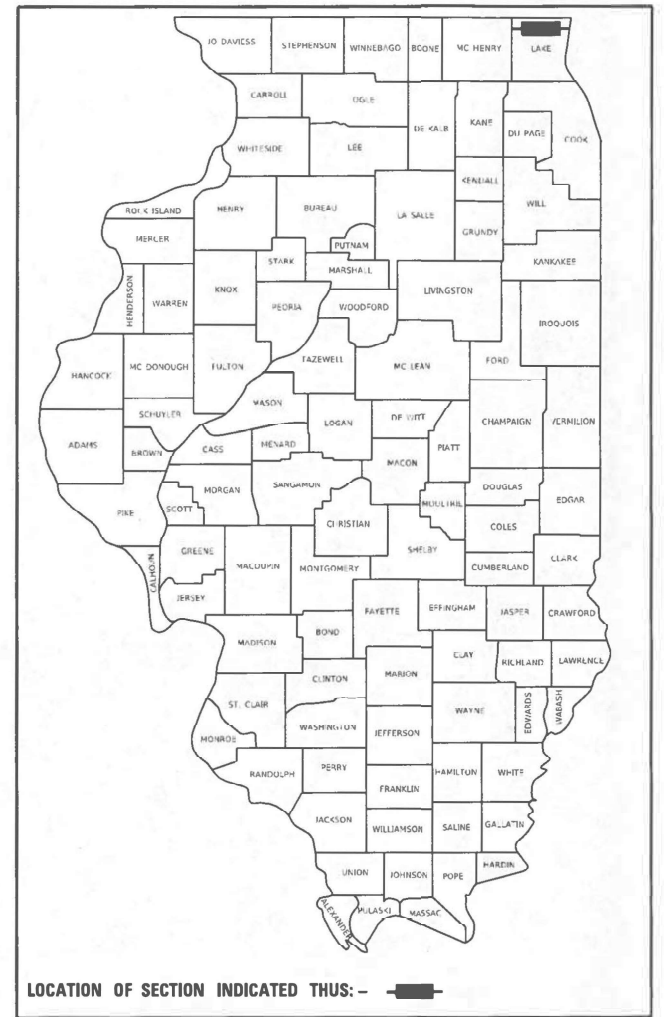 JO DAVIESS STEPHENSON WINNEBAGO BOONE MC HENRY LAKE
CARROLL OGLE DE KALB KANE DU PAGE COOK
WHITESIDE LEE
KENDALL
ROCK ISLAND HENRY BUREAU LA SALLE GRUNDY WILL
MERCER PUTNAM
STARK MARSHALL KANKAKEE
HENDERSON WARREN KNOX PEORIA WOODFORD LIVINGSTON IROQUOIS
HANCOCK MC DONOUGH FULTON TAZEWELL MC LEAN FORD
SCHUYLER MASON
ADAMS BROWN CASS MENARD LOGAN DE WITT PIATT CHAMPAIGN VERMILION
MACON
PIKE SCOTT MORGAN SANGAMON DOUGLAS
CHRISTIAN MOULTRIE COLES EDGAR
CALHOUN GREENE MACOUPIN MONTGOMERY SHELBY CUMBERLAND CLARK
JERSEY
FAYETTE EFFINGHAM JASPER CRAWFORD
MADISON BOND
CLAY RICHLAND LAWRENCE
CLINTON MARION
ST. CLAIR WAYNE EDWARDS WABASH
WASHINGTON JEFFERSON
MONROE
RANDOLPH PERRY HAMILTON WHITE
FRANKLIN
JACKSON WILLIAMSON SALINE GALLATIN
UNION JOHNSON POPE HARDIN
ALEXANDER PULASKI MASSAC
LOCATION OF SECTION INDICATED THUS: –